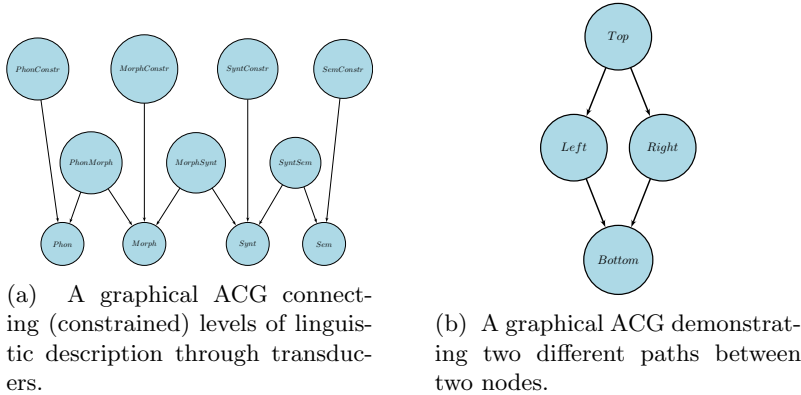 PhonConstr
MorphConstr
SyntConstr
SemConstr
PhonMorph
MorphSynt
SyntSem
Phon
Morph
Synt
Sem
(a) A graphical ACG connect-
ing (constrained) levels of linguis-
tic description through transduc-
ers.
Top
Left
Right
Bottom
(b) A graphical ACG demonstrat-
ing two different paths between
two nodes.